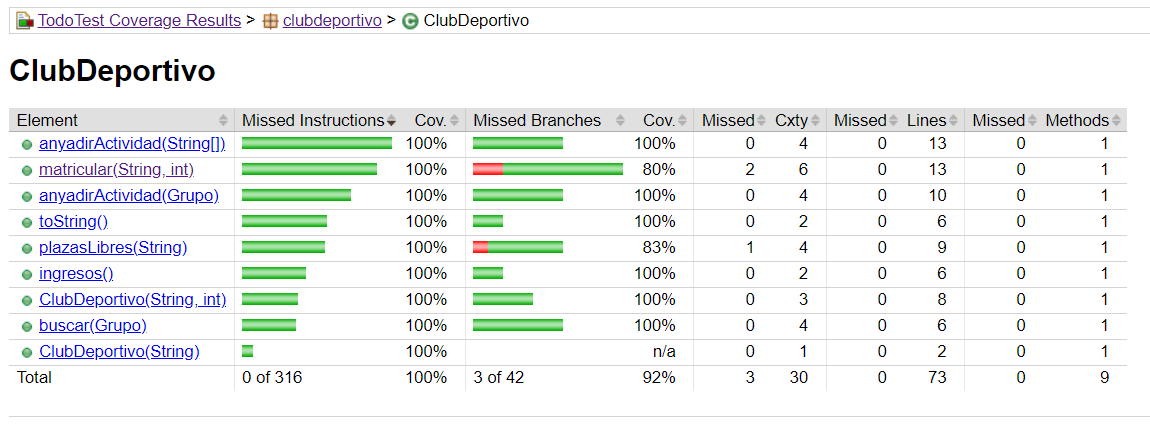 TodoTest Coverage Results > clubdeportivo > ClubDeportivo
ClubDeportivo
Element Missed Instructions Cov. Missed Branches Cov. Missed Cxty Missed Lines Missed Methods
anyadirActividad(String[]) 100% 100% 0 4 0 13 0 1
matricular(String, int) 100% 80% 2 6 0 13 0 1
anyadirActividad(Grupo) 100% 100% 0 4 0 10 0 1
toString() 100% 100% 0 2 0 6 0 1
plazasLibres(String) 100% 83% 1 4 0 9 0 1
ingresos() 100% 100% 0 2 0 6 0 1
ClubDeportivo(String, int) 100% 100% 0 3 0 8 0 1
buscar(Grupo) 100% 100% 0 4 0 6 0 1
ClubDeportivo(String) 100% n/a 0 1 0 2 0 1
Total 0 of 316 100% 3 of 42 92% 3 30 0 73 0 9